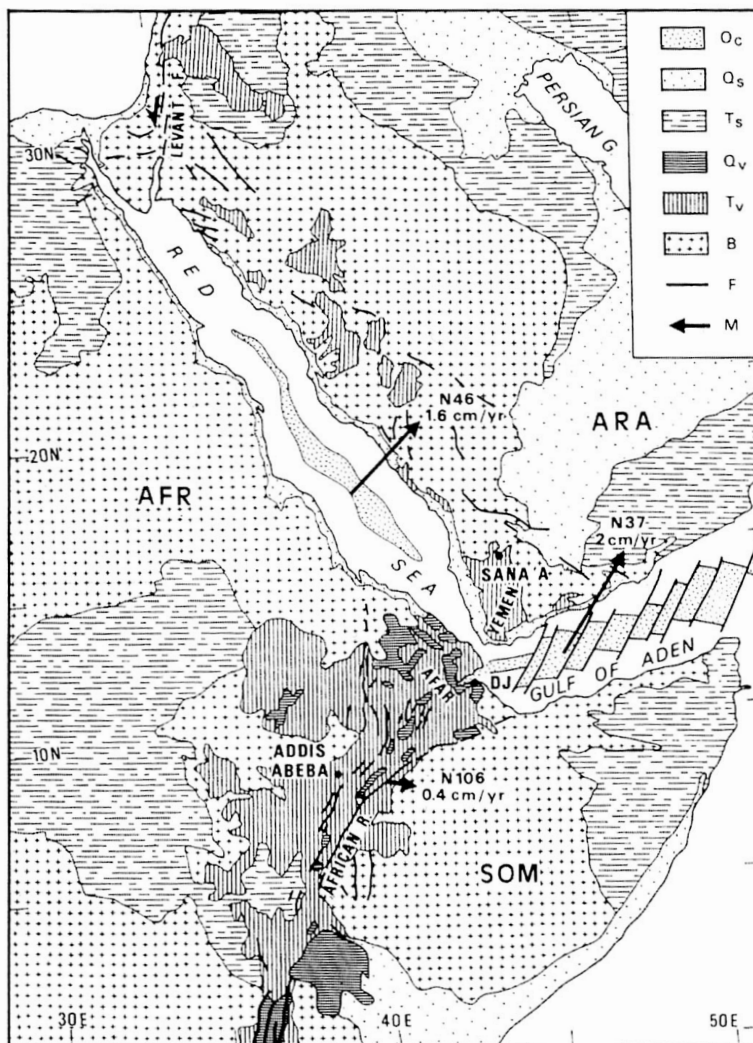 PERSIAN G.
LEVANT F.
30N
RED
SEA
N46
1.6 cm/yr
ARA
20N
AFR
N37
2 cm/yr
SANA A
YEMEN
AFAR
DJ
GULF OF ADEN
10N
ADDIS
ABEBA
N106
0.4 cm/yr
AFRICAN R.
SOM
30E
40E
50E
Oc
Qs
Ts
Qv
Tv
B
F
M